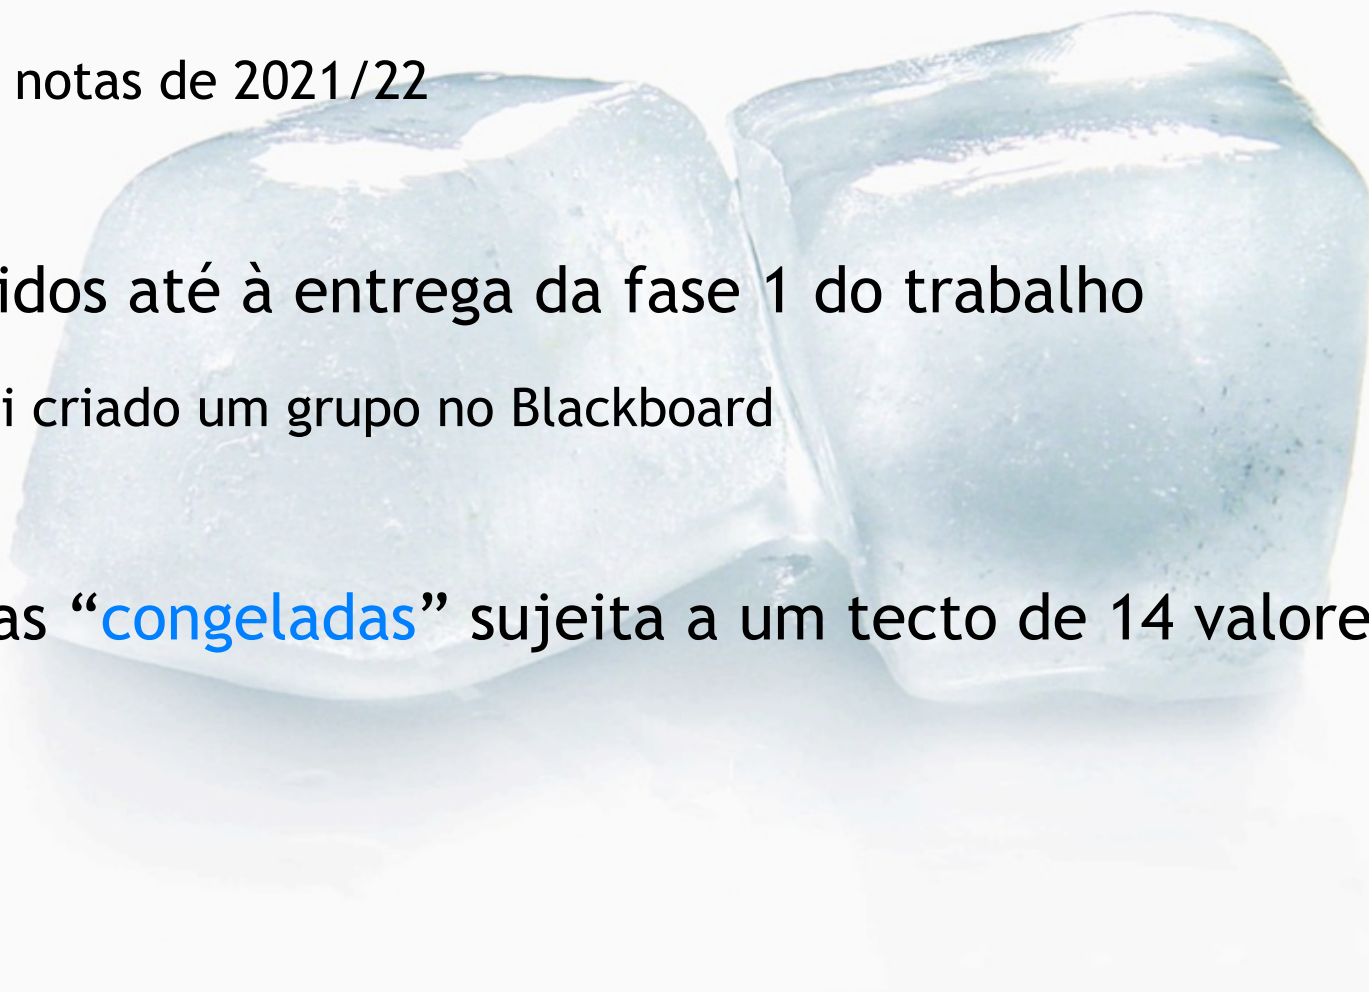 notas de 2021/22
idos até à entrega da fase 1 do trabalho
i criado um grupo no Blackboard
as “congeladas” sujeita a um tecto de 14 valore